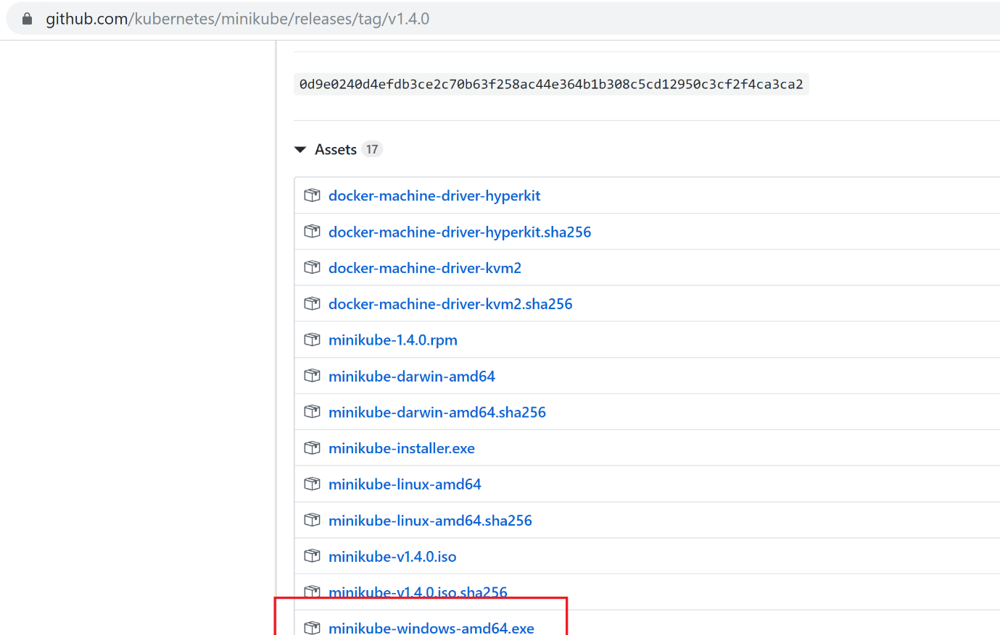 github.com/kubernetes/minikube/releases/tag/v1.4.0
0d9e0240d4efdb3ce2c70b63f258ac44e364b1b308c5cd12950c3cf2f4ca3ca2
Assets 17
docker-machine-driver-hyperkit
docker-machine-driver-hyperkit.sha256
docker-machine-driver-kvm2
docker-machine-driver-kvm2.sha256
minikube-1.4.0.rpm
minikube-darwin-amd64
minikube-darwin-amd64.sha256
minikube-installer.exe
minikube-linux-amd64
minikube-linux-amd64.sha256
minikube-v1.4.0.iso
minikube-v1.4.0.iso.sha256
minikube-windows-amd64.exe